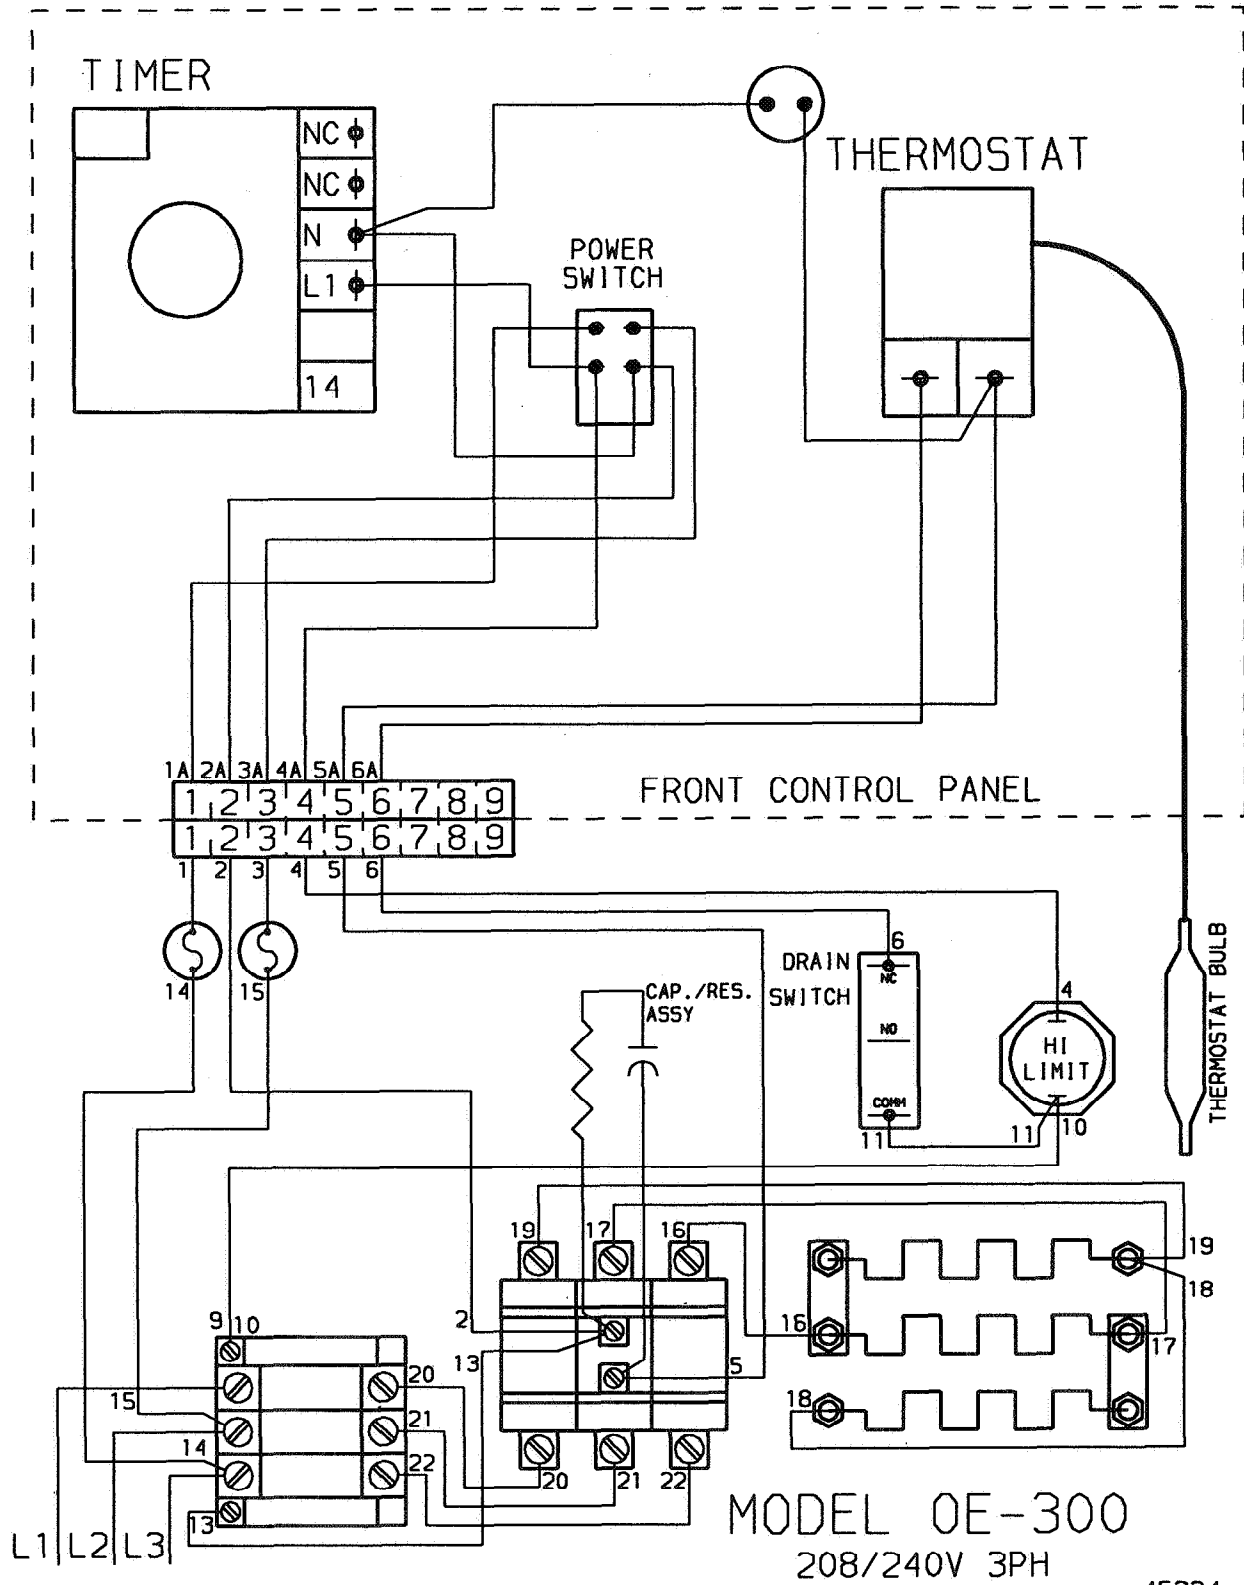 TIMER
NC
NC
N
L1
14
POWER
SWITCH
THERMOSTAT
1A 2A 3A 4A 5A 6A
1 2 3 4 5 6 7 8 9
1 2 3 4 5 6 7 8 9
FRONT CONTROL PANEL
1 2 3 4 5 6
14
15
CAP./RES.
ASSY
DRAIN
SWITCH
6
NC
NO
COMM
11
4
HI
LIMIT
11
10
THERMOSTAT BULB
19
17
16
2
13
5
20
21
22
19
18
16
17
18
9
10
15
20
21
14
22
13
L1 L2 L3
MODEL OE-300
208/240V 3PH